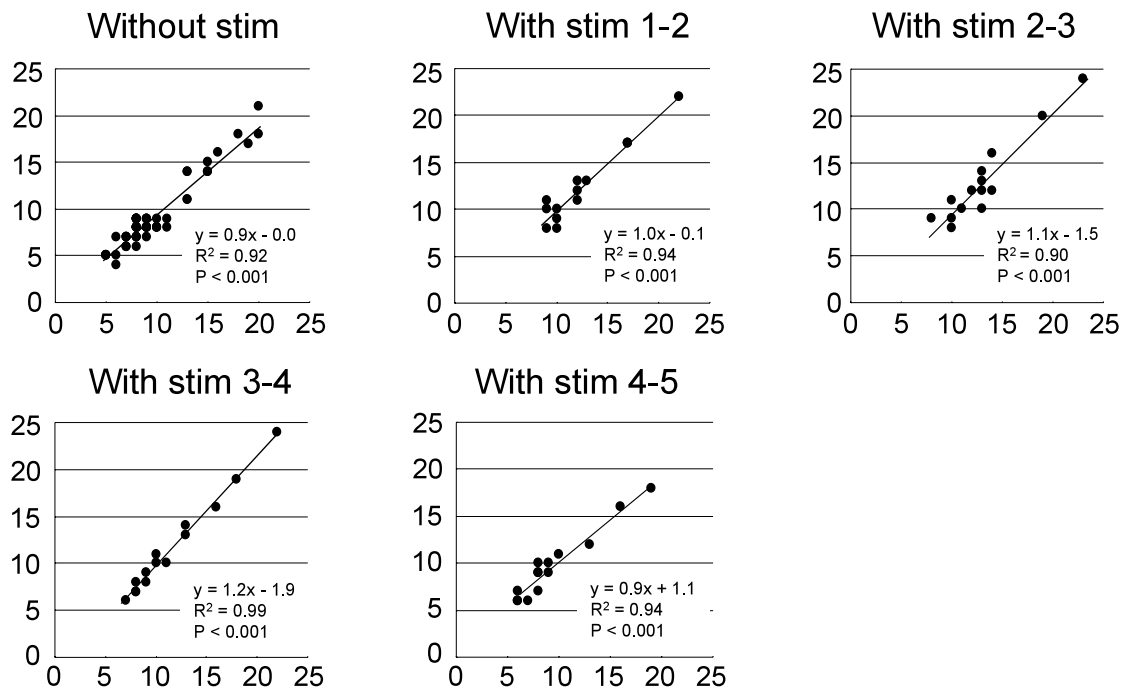 Without stim
25
20
15
10
5
0
y = 0.9x - 0.0
R² = 0.92
P < 0.001
0 5 10 15 20 25
With stim 1-2
25
20
15
10
5
0
y = 1.0x - 0.1
R² = 0.94
P < 0.001
0 5 10 15 20 25
With stim 2-3
25
20
15
10
5
0
y = 1.1x - 1.5
R² = 0.90
P < 0.001
0 5 10 15 20 25
With stim 3-4
25
20
15
10
5
0
y = 1.2x - 1.9
R² = 0.99
P < 0.001
0 5 10 15 20 25
With stim 4-5
25
20
15
10
5
0
y = 0.9x + 1.1
R² = 0.94
P < 0.001
0 5 10 15 20 25